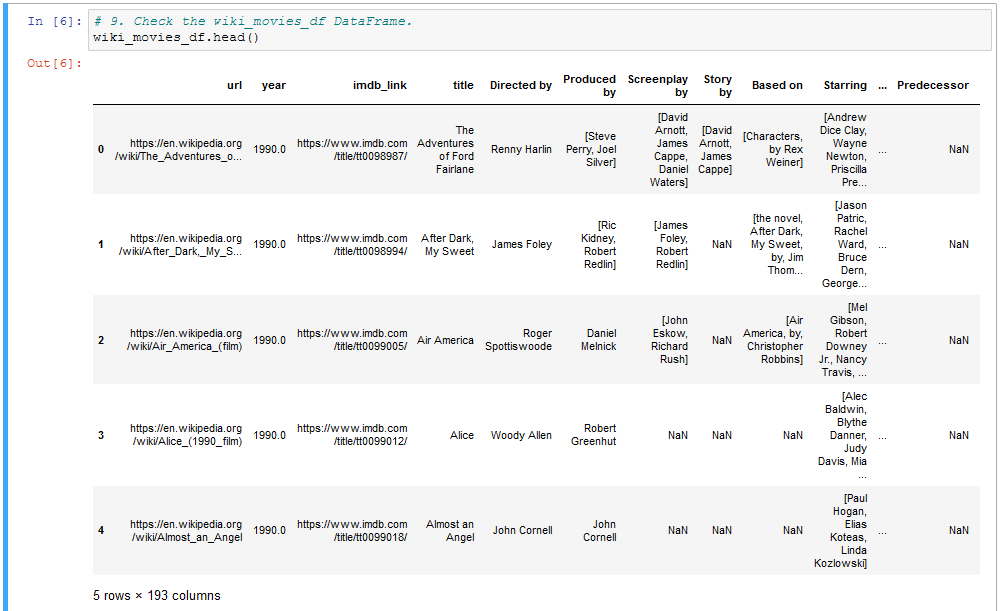 In [6]: # 9. Check the wiki_movies_df DataFrame.
wiki_movies_df.head()
Out[6]:
url year imdb_link title Directed by Produced by Screenplay by Story by Based on Starring ... Predecessor
0 https://en.wikipedia.org/wiki/The_Adventures_o... 1990.0 https://www.imdb.com/title/tt0098987/ The Adventures of Ford Fairlane Renny Harlin [Steve Perry, Joel Silver] [David Arnott, James Cappe, Daniel Waters] [David Arnott, James Cappe] [Characters, by Rex Weiner] [Andrew Dice Clay, Wayne Newton, Priscilla Pre... ... NaN
1 https://en.wikipedia.org/wiki/After_Dark,_My_S... 1990.0 https://www.imdb.com/title/tt0098994/ After Dark, My Sweet James Foley [Ric Kidney, Robert Redlin] [James Foley, Robert Redlin] NaN [the novel, After Dark, My Sweet, by, Jim Thom... [Jason Patric, Rachel Ward, Bruce Dern, George... ... NaN
2 https://en.wikipedia.org/wiki/Air_America_(film) 1990.0 https://www.imdb.com/title/tt0099005/ Air America Roger Spottiswoode Daniel Melnick [John Eskow, Richard Rush] NaN [Air America, by, Christopher Robbins] [Mel Gibson, Robert Downey Jr., Nancy Travis, ... ... NaN
3 https://en.wikipedia.org/wiki/Alice_(1990_film) 1990.0 https://www.imdb.com/title/tt0099012/ Alice Woody Allen Robert Greenhut NaN NaN NaN [Alec Baldwin, Blythe Danner, Judy Davis, Mia ... ... NaN
4 https://en.wikipedia.org/wiki/Almost_an_Angel 1990.0 https://www.imdb.com/title/tt0099018/ Almost an Angel John Cornell John Cornell NaN NaN NaN [Paul Hogan, Elias Koteas, Linda Kozlowski] ... NaN
5 rows × 193 columns